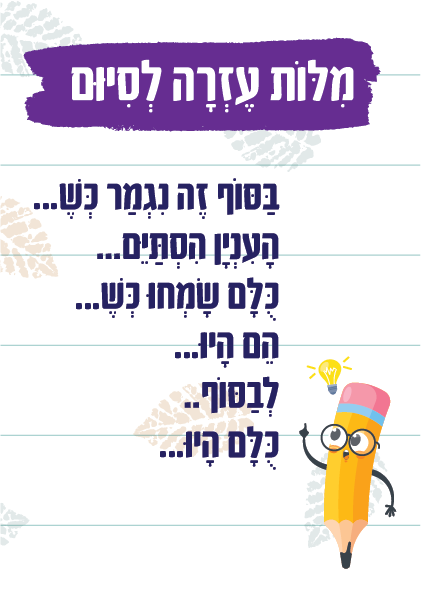 מִלּוֹת עֶזְרָה לְסִיּוּם
בַּסּוֹף זֶה נִגְמַר כְּשֶׁ...
הָעִנְיָן הִסְתַּיֵּם...
כֻּלָּם שָׂמְחוּ כְּשֶׁ...
הֵם הָיוּ...
לְבַסּוֹף..
כֻּלָּם הָיוּ...